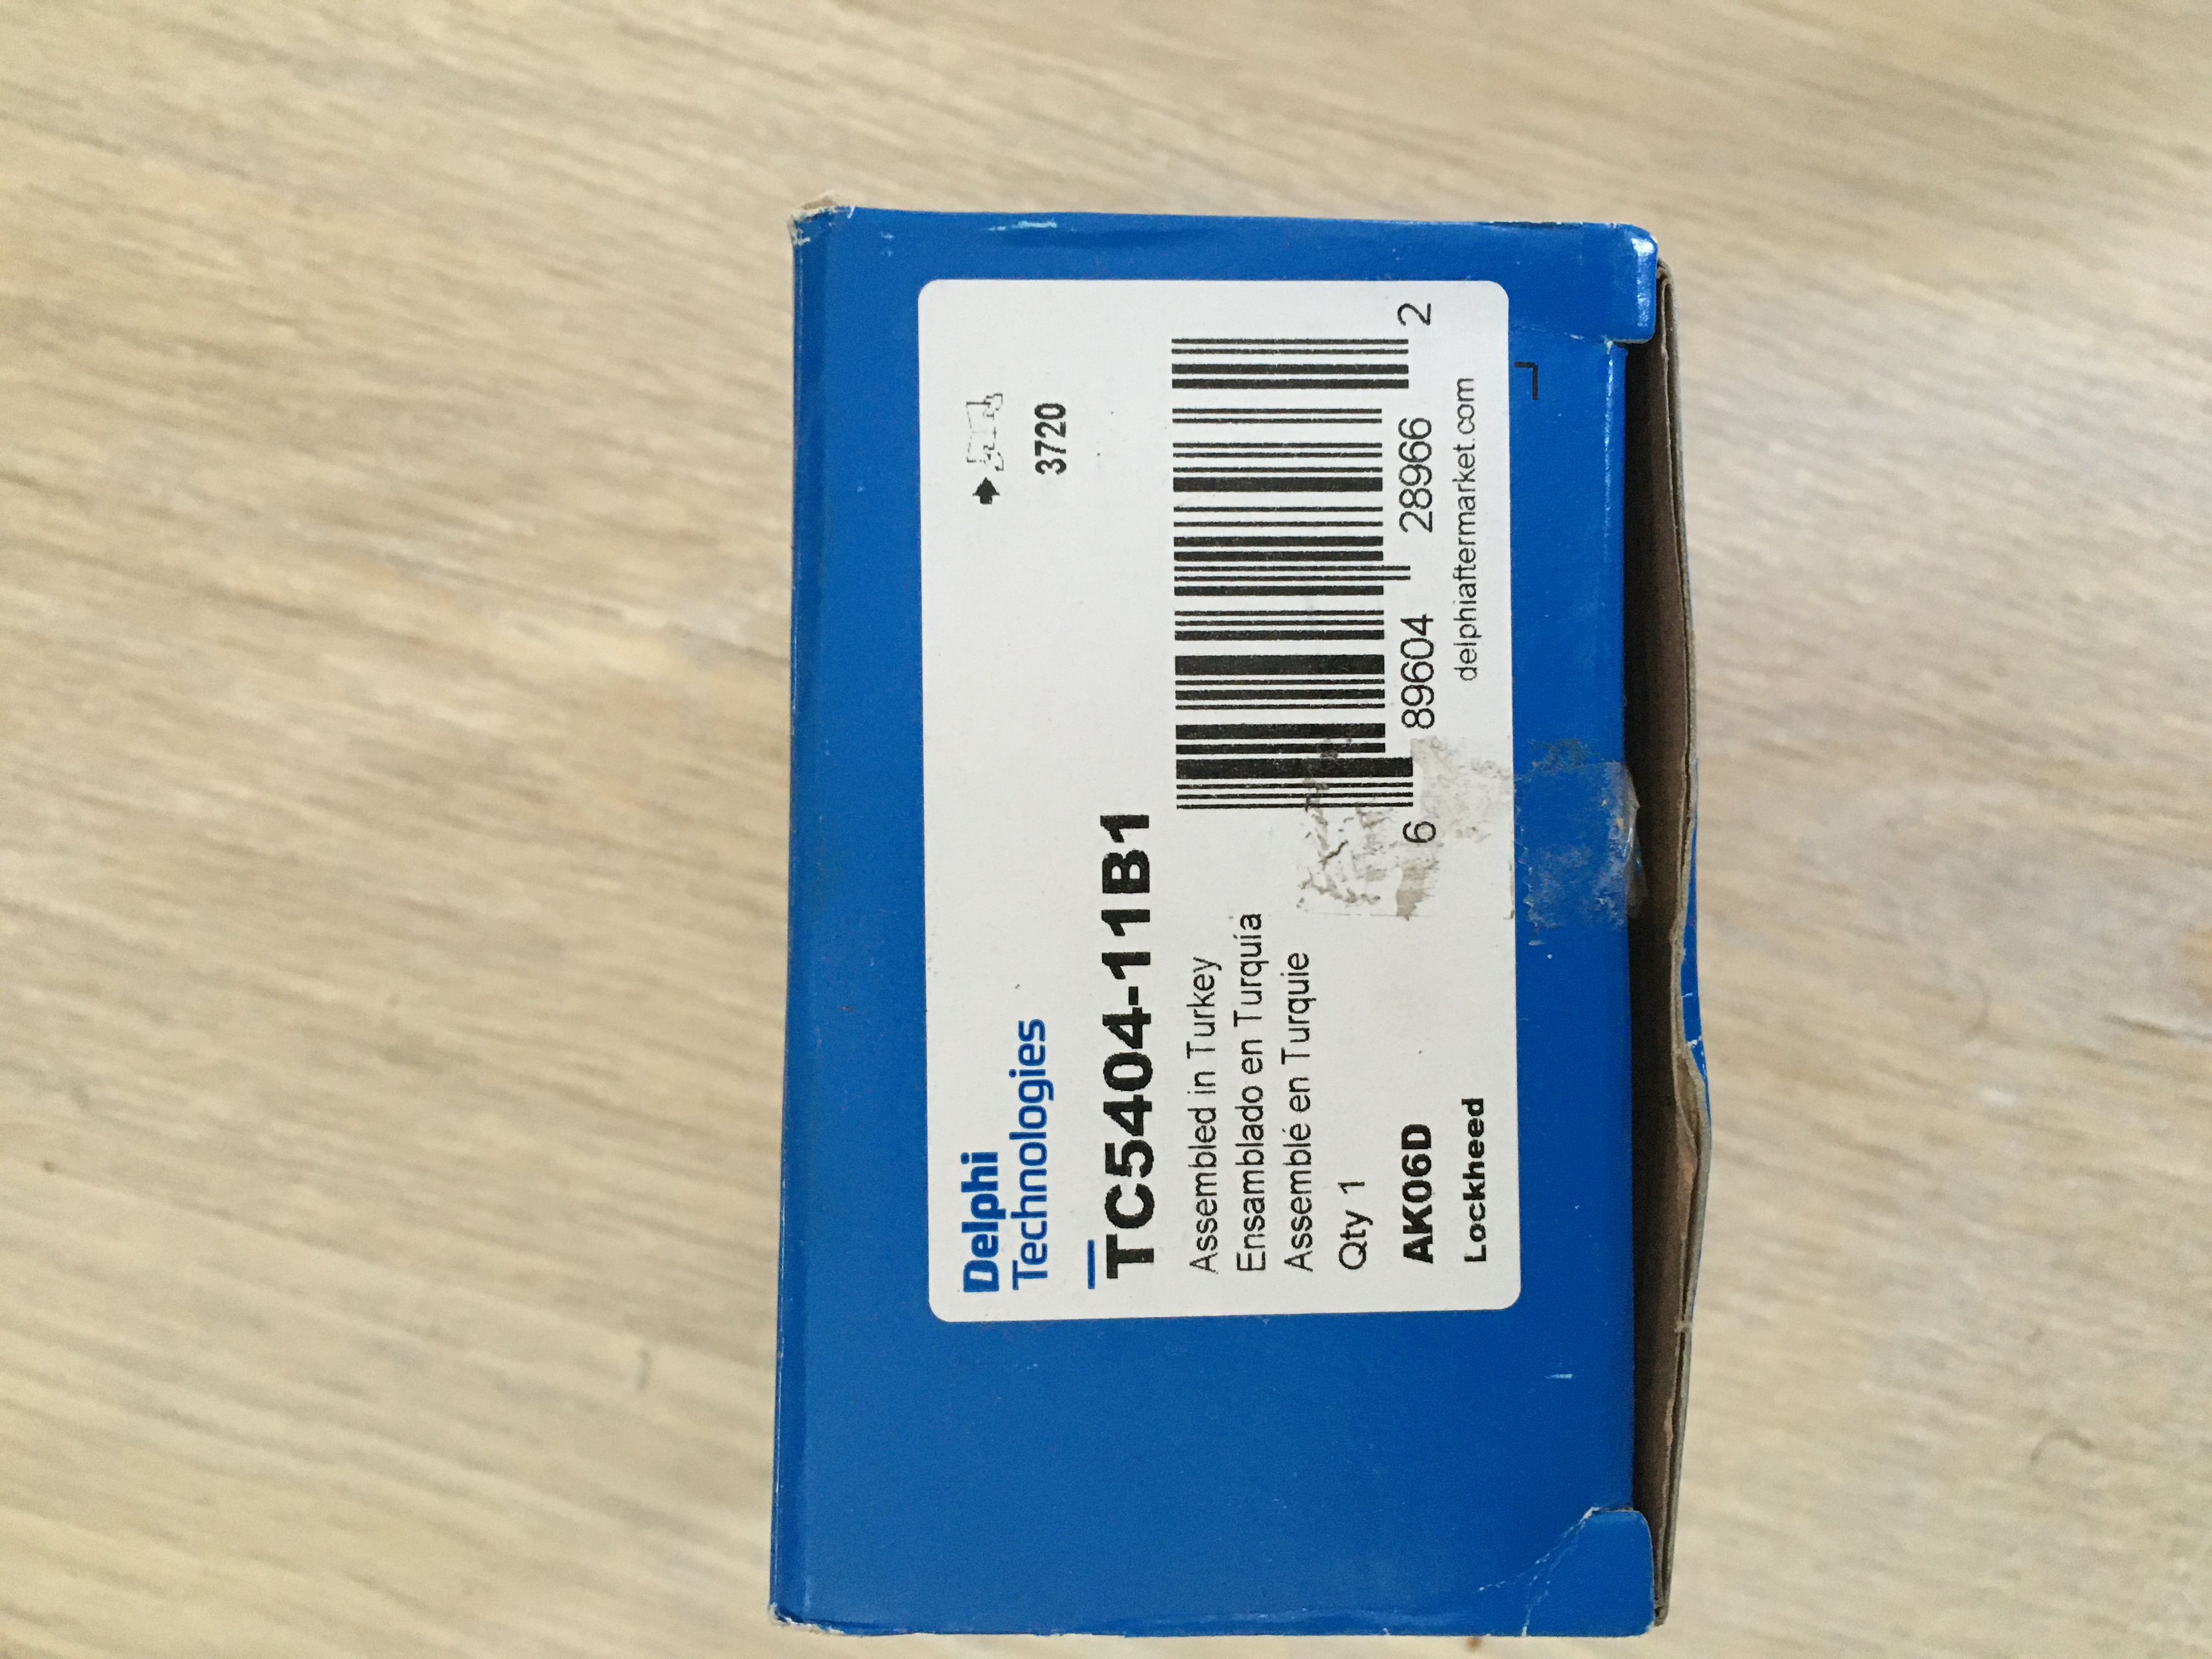 Delphi
Technologies
3720
TC5404-11B1
Assembled in Turkey
Ensamblado en Turquía
Assemblé en Turquie
Qty 1
6 89604 28966 2
AK06D
Lockheed
delphiaftermarket.com